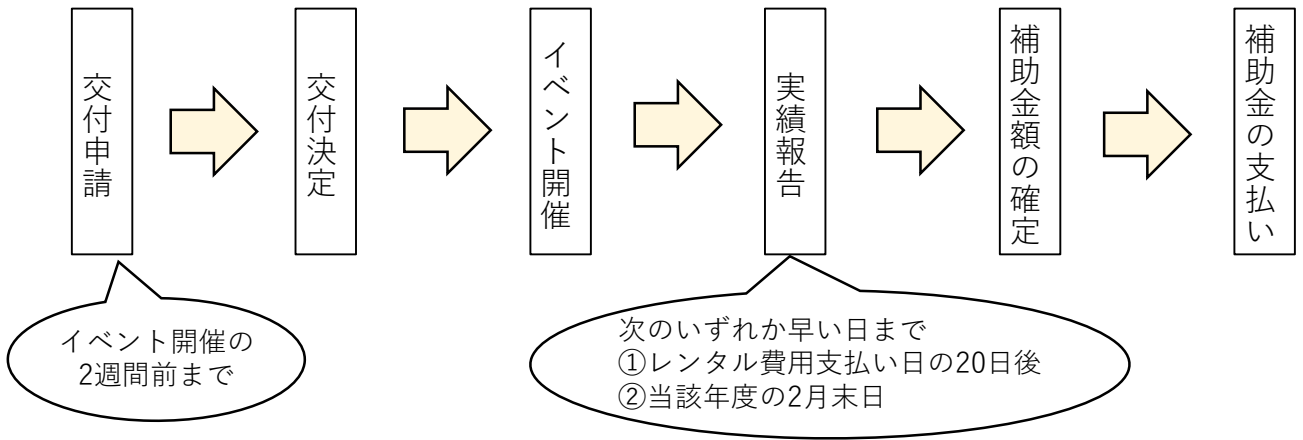 交付申請
交付決定
イベント開催
実績報告
補助金額の確定
補助金の支払い
イベント開催の
2週間前まで
次のいずれか早い日まで
①レンタル費用支払い日の20日後
②当該年度の2月末日